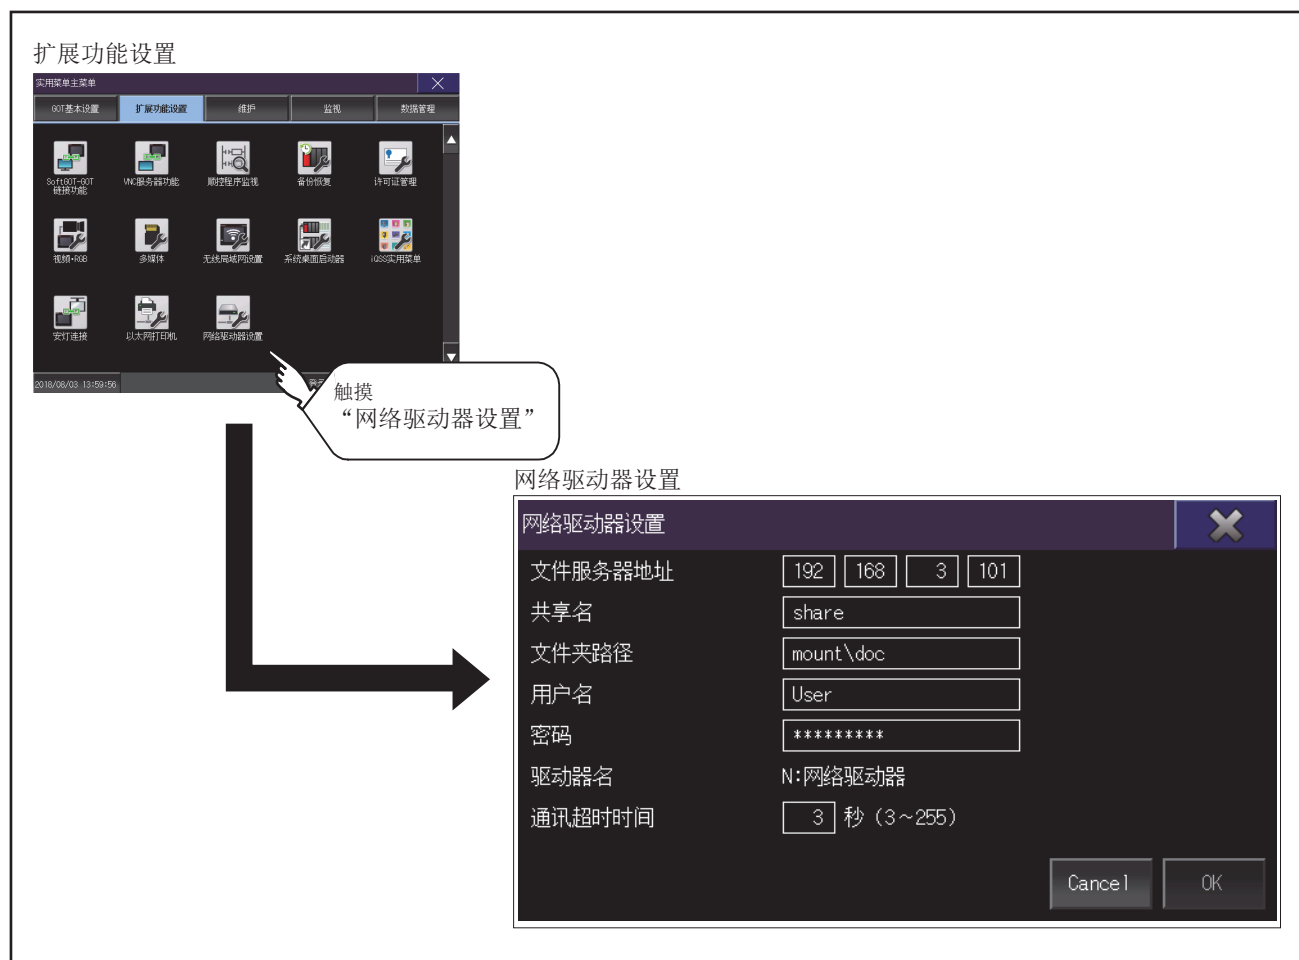 扩展功能设置
实用菜单主菜单
GOT基本设置 扩展功能设置 维护 监视 数据管理
SoftGOT-GOT
链接功能
VNC服务器功能 顺控程序监视 备份恢复 许可证管理
视频·RGB 多媒体 无线局域网设置 系统桌面启动器 iQSS实用菜单
安灯连接 以太网打印机 网络驱动器设置
2018/08/03 13:59:56
触摸
“网络驱动器设置”
网络驱动器设置
网络驱动器设置
文件服务器地址 192 168 3 101
共享名 share
文件夹路径 mount\doc
用户名 User
密码 *********
驱动器名 N:网络驱动器
通讯超时时间 3 秒 (3~255)
Cancel OK